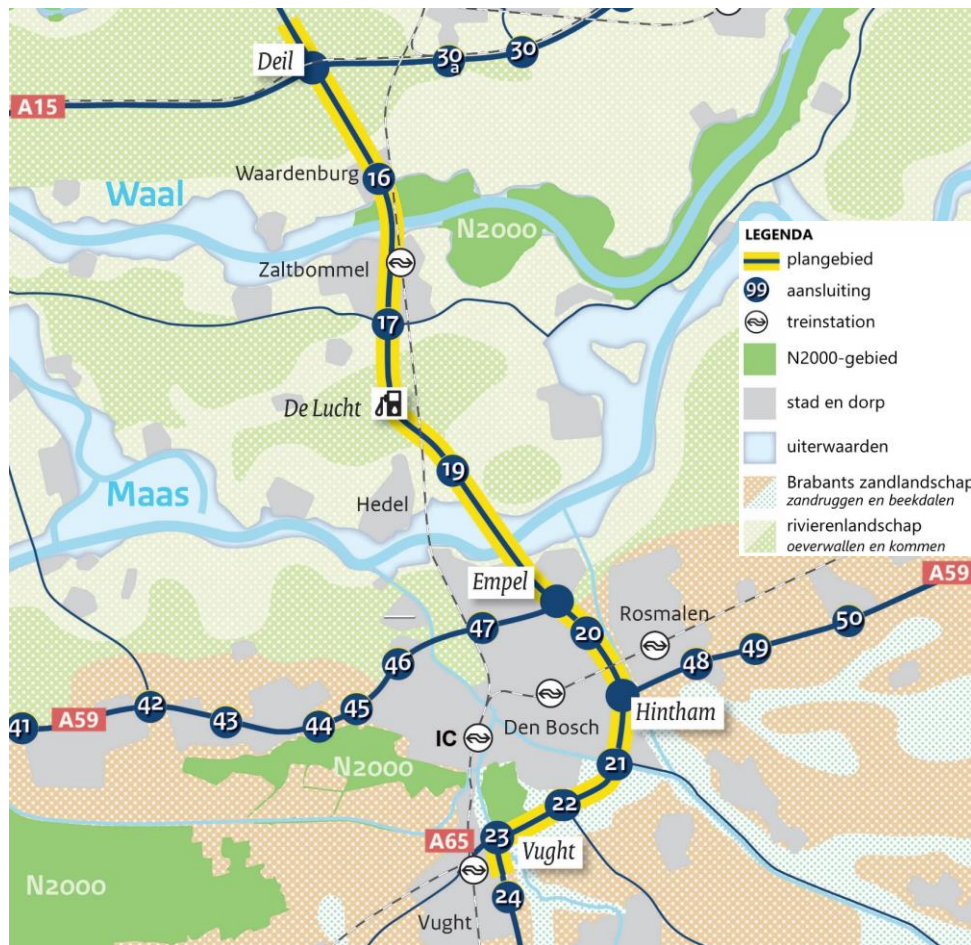 Deil
30
a
30
A15
Waardenburg
16
Waal
N2000
Zaltbommel
17
De Lucht
19
Maas
Hedel
Empel
A59
20
Rosmalen
47
50
49
48
46
45
44
43
42
41
A59
Hintham
Den Bosch
IC
21
N2000
22
23
A65
Vught
N2000
24
Vught
LEGENDA
plangebied
99 aansluiting
treinstation
N2000-gebied
stad en dorp
uiterwaarden
Brabants zandlandschap
zandruggen en beekdalen
rivierenlandschap
oeverwallen en kommen